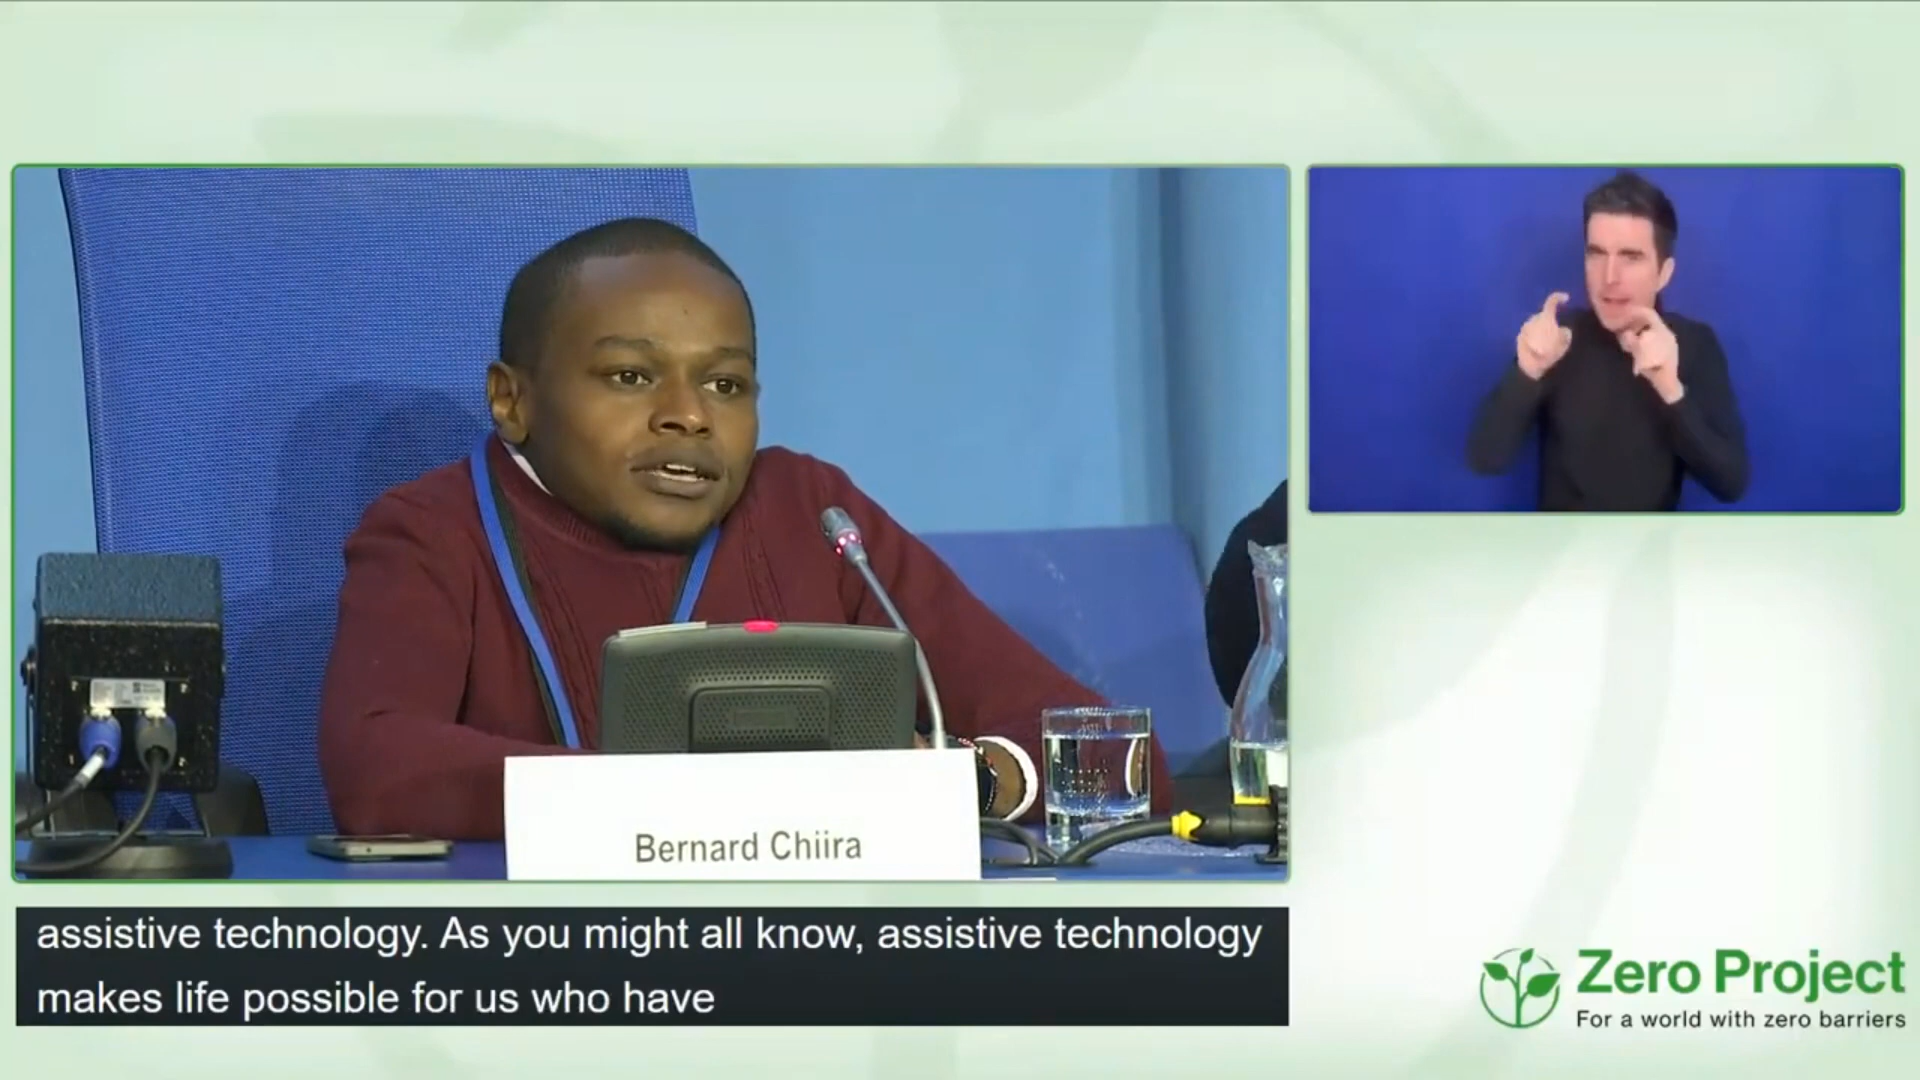 Bernard Chiira
assistive technology. As you might all know, assistive technology
makes life possible for us who have
Zero Project
For a world with zero barriers